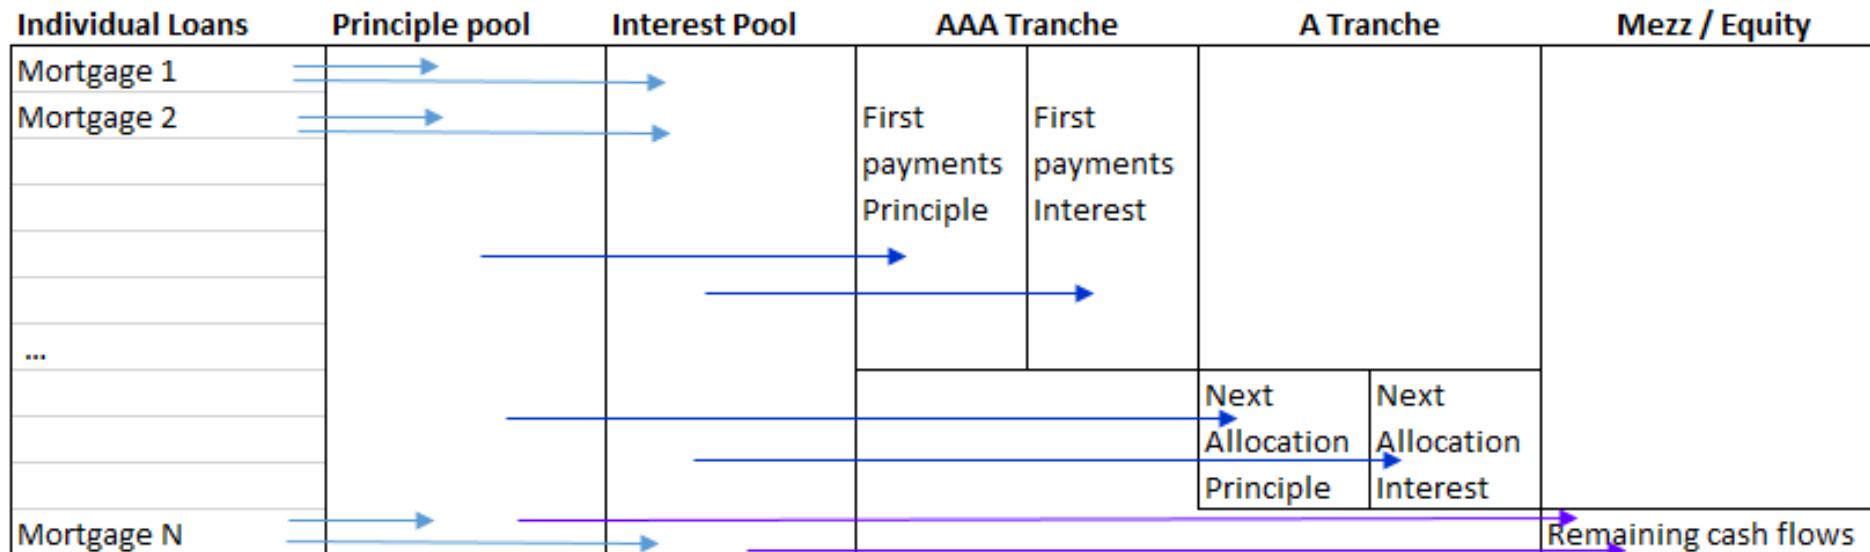 Individual Loans Principle pool Interest Pool AAA Tranche A Tranche Mezz / Equity
Mortgage 1
Mortgage 2 First First
payments payments
Principle Interest
...
Next Next
Allocation Allocation
Principle Interest
Mortgage N Remaining cash flows